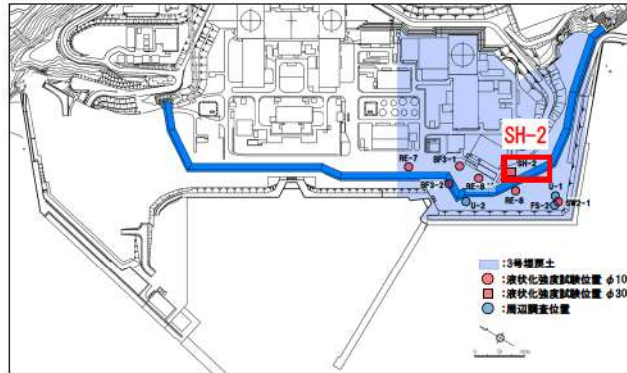 SH-2
RE-7
BF3-1
SH-2
RE-8
BF3-2
U-2
RE-8
U-1
FS-2
SW2-1
:3号埋戻土
:液状化強度試験位置 φ10
:液状化強度試験位置 φ30
:周辺調査位置